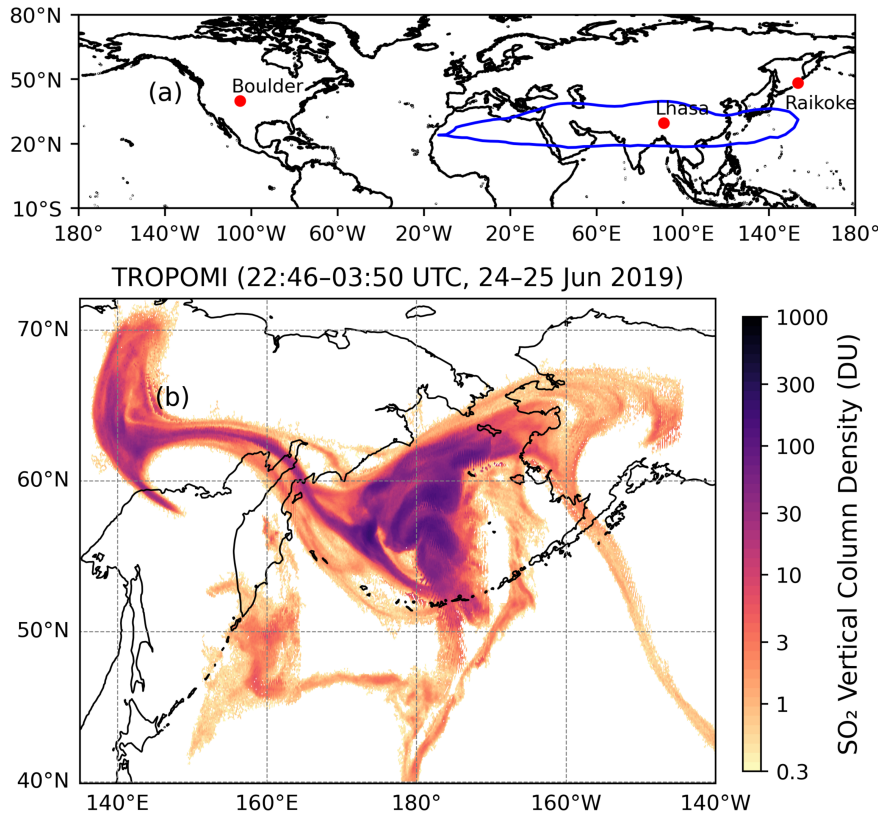 80°N
50°N
20°N
10°S
(a)
Boulder
Lhasa
Raikoke
180° 140°W 100°W 60°W 20°W 20°E 60°E 100°E 140°E 180°
TROPOMI (22:46–03:50 UTC, 24–25 Jun 2019)
70°N
60°N
50°N
40°N
(b)
140°E 160°E 180° 160°W 140°W
1000
300
100
30
10
3
1
0.3
SO₂ Vertical Column Density (DU)